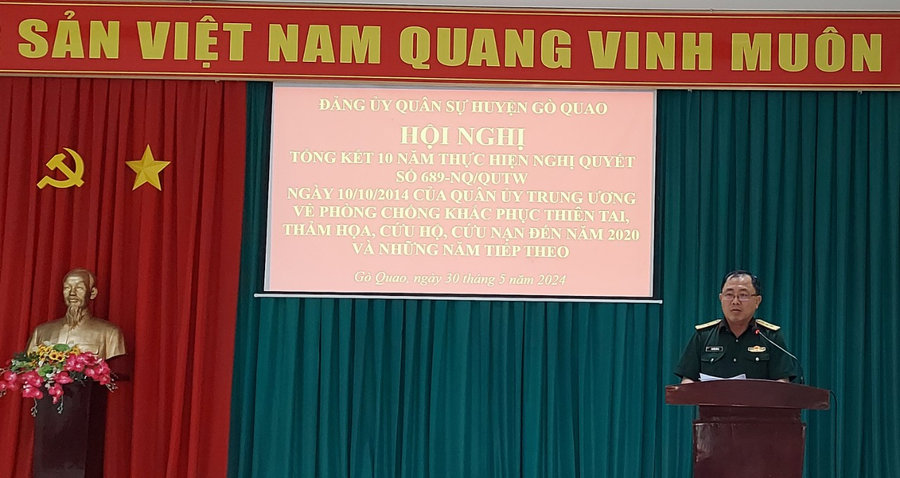 SẢN VIỆT NAM QUANG VINH MUÔN
ĐẢNG ỦY QUÂN SỰ HUYỆN GÒ QUAO
HỘI NGHỊ
TỔNG KẾT 10 NĂM THỰC HIỆN NGHỊ QUYẾT
SỐ 689-NQ/QUTW
NGÀY 10/10/2014 CỦA QUÂN ỦY TRUNG ƯƠNG
VỀ PHÒNG CHỐNG KHẮC PHỤC THIÊN TAI,
THẢM HỌA, CỨU HỘ, CỨU NẠN ĐẾN NĂM 2020
VÀ NHỮNG NĂM TIẾP THEO
Gò Quao, ngày 30 tháng 5 năm 2024